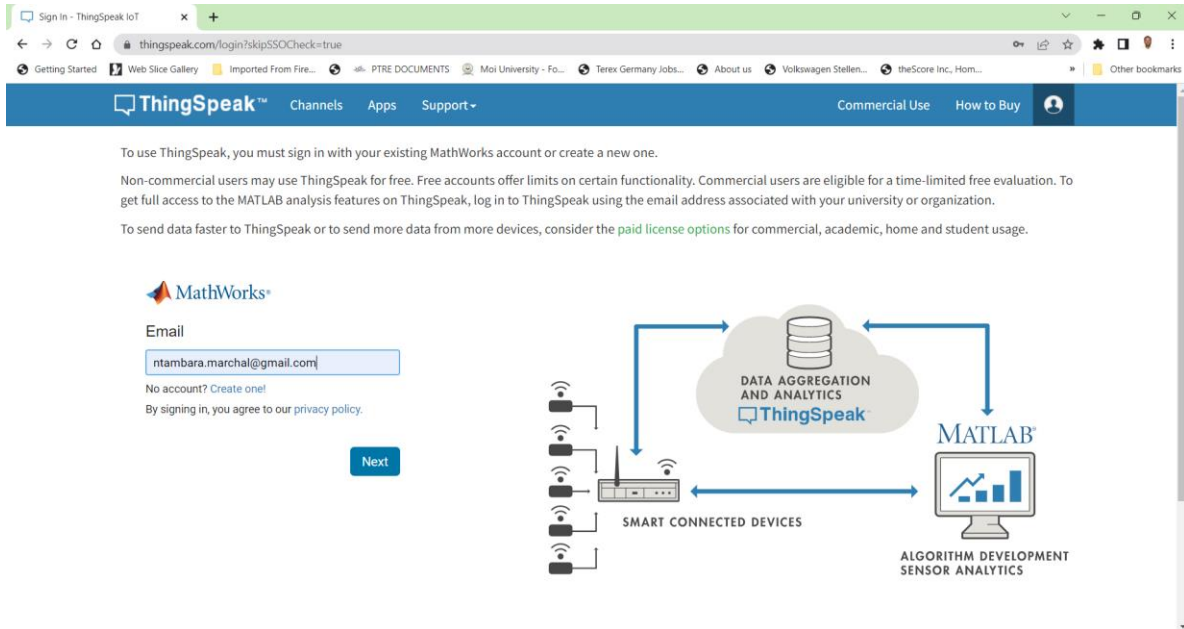 Sign In - ThingSpeak IoT
thingspeak.com/login?skipSSOCheck=true
Getting Started Web Slice Gallery Imported From Fire... PTRE DOCUMENTS Moi University - Fo... Terex Germany Jobs... About us Volkswagen Stellen... theScore Inc., Hom... » Other bookmarks
ThingSpeak™ Channels Apps Support Commercial Use How to Buy
To use ThingSpeak, you must sign in with your existing MathWorks account or create a new one.
Non-commercial users may use ThingSpeak for free. Free accounts offer limits on certain functionality. Commercial users are eligible for a time-limited free evaluation. To
get full access to the MATLAB analysis features on ThingSpeak, log in to ThingSpeak using the email address associated with your university or organization.
To send data faster to ThingSpeak or to send more data from more devices, consider the paid license options for commercial, academic, home and student usage.
MathWorks®
Email
ntambara.marchal@gmail.com
No account? Create one!
By signing in, you agree to our privacy policy.
Next
DATA AGGREGATION
AND ANALYTICS
ThingSpeak™
MATLAB®
SMART CONNECTED DEVICES
ALGORITHM DEVELOPMENT
SENSOR ANALYTICS